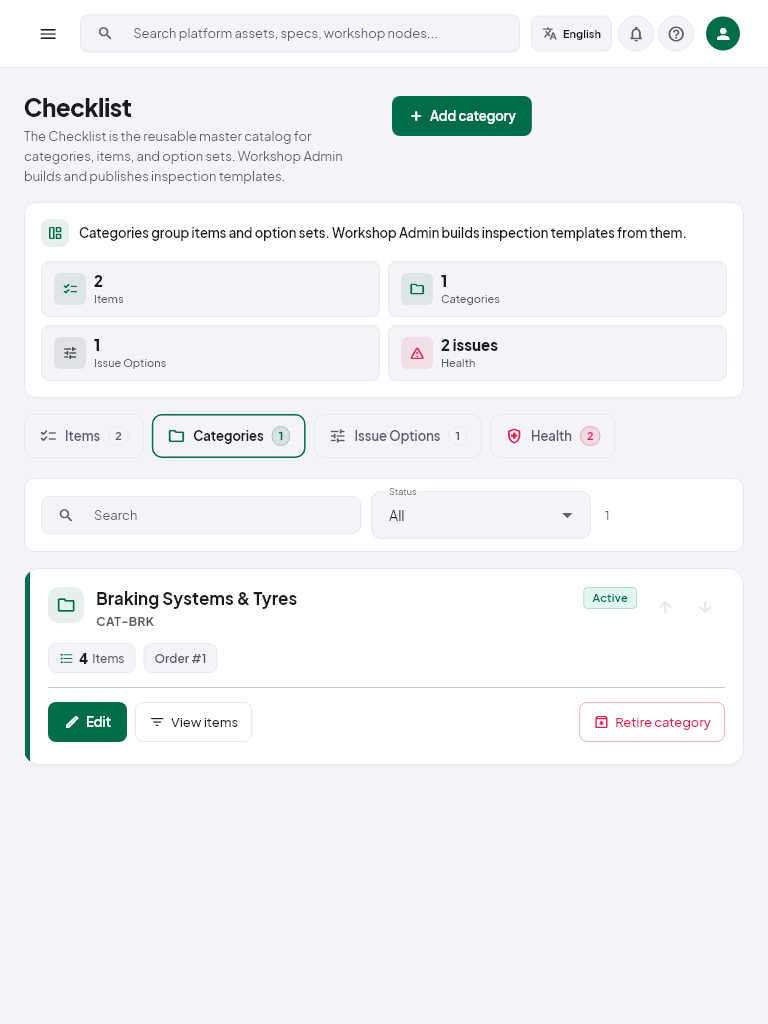 Search platform assets, specs, workshop nodes...
English
Checklist
Add category
The Checklist is the reusable master catalog for
categories, items, and option sets. Workshop Admin
builds and publishes inspection templates.
Categories group items and option sets. Workshop Admin builds inspection templates from them.
2
Items
1
Categories
1
Issue Options
2 issues
Health
Items 2
Categories 1
Issue Options 1
Health 2
Search
Status
All
1
Braking Systems & Tyres
Active
CAT-BRK
4 Items
Order #1
Edit
View items
Retire category